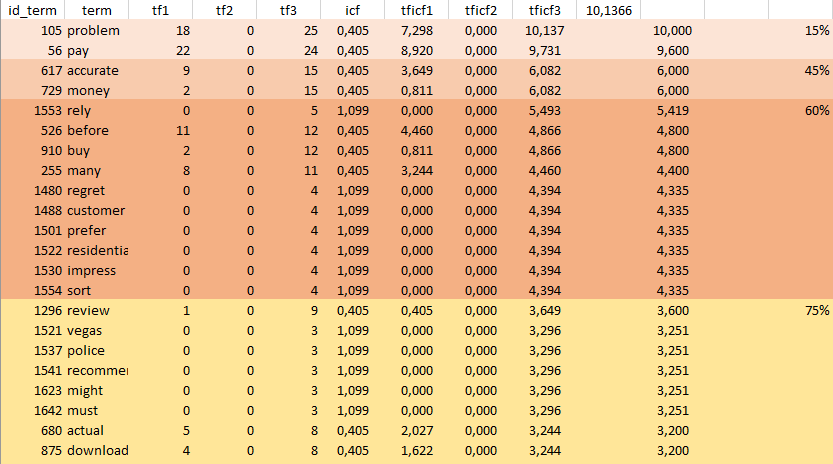 id_term term tf1 tf2 tf3 icf tficf1 tficf2 tficf3 10,1366
105 problem 18 0 25 0,405 7,298 0,000 10,137 10,000 15%
56 pay 22 0 24 0,405 8,920 0,000 9,731 9,600
617 accurate 9 0 15 0,405 3,649 0,000 6,082 6,000 45%
729 money 2 0 15 0,405 0,811 0,000 6,082 6,000
1553 rely 0 0 5 1,099 0,000 0,000 5,493 5,419 60%
526 before 11 0 12 0,405 4,460 0,000 4,866 4,800
910 buy 2 0 12 0,405 0,811 0,000 4,866 4,800
255 many 8 0 11 0,405 3,244 0,000 4,460 4,400
1480 regret 0 0 4 1,099 0,000 0,000 4,394 4,335
1488 customer 0 0 4 1,099 0,000 0,000 4,394 4,335
1501 prefer 0 0 4 1,099 0,000 0,000 4,394 4,335
1522 residentia 0 0 4 1,099 0,000 0,000 4,394 4,335
1530 impress 0 0 4 1,099 0,000 0,000 4,394 4,335
1554 sort 0 0 4 1,099 0,000 0,000 4,394 4,335
1296 review 1 0 9 0,405 0,405 0,000 3,649 3,600 75%
1521 vegas 0 0 3 1,099 0,000 0,000 3,296 3,251
1537 police 0 0 3 1,099 0,000 0,000 3,296 3,251
1541 recommer 0 0 3 1,099 0,000 0,000 3,296 3,251
1623 might 0 0 3 1,099 0,000 0,000 3,296 3,251
1642 must 0 0 3 1,099 0,000 0,000 3,296 3,251
680 actual 5 0 8 0,405 2,027 0,000 3,244 3,200
875 download 4 0 8 0,405 1,622 0,000 3,244 3,200